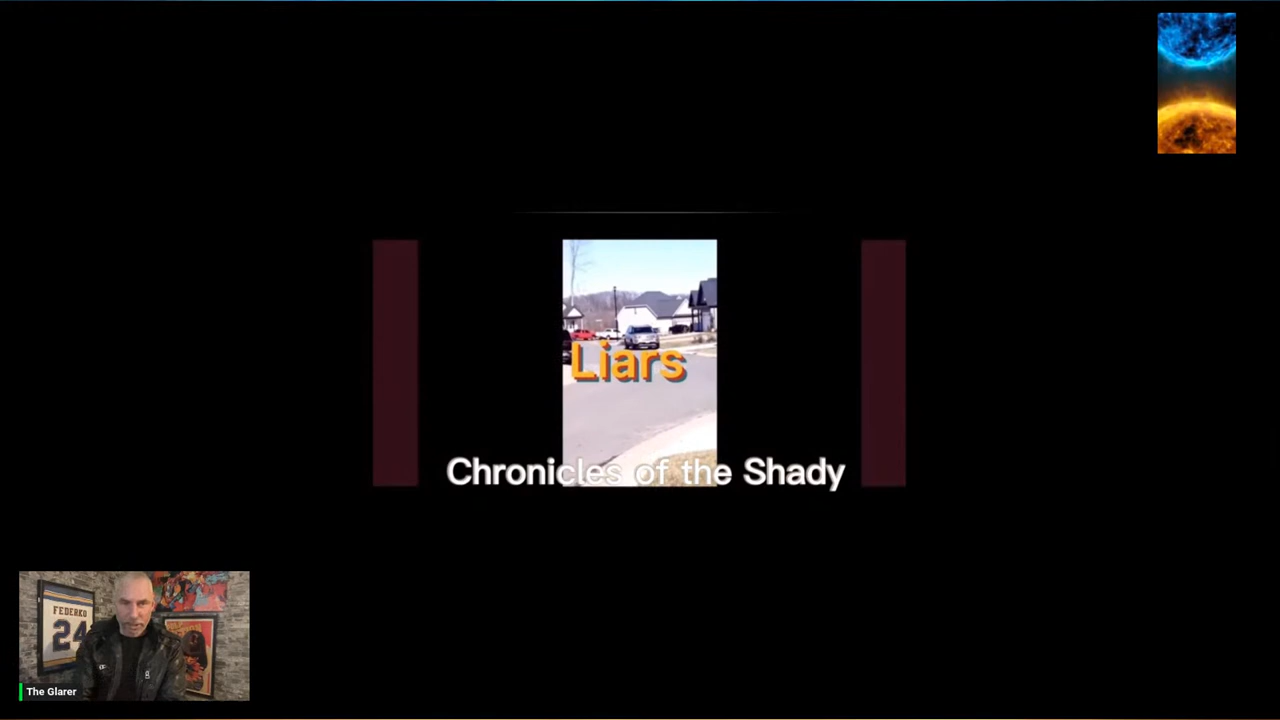 Liars
Chronicles of the Shady
FEDERKO
24
The Glarer